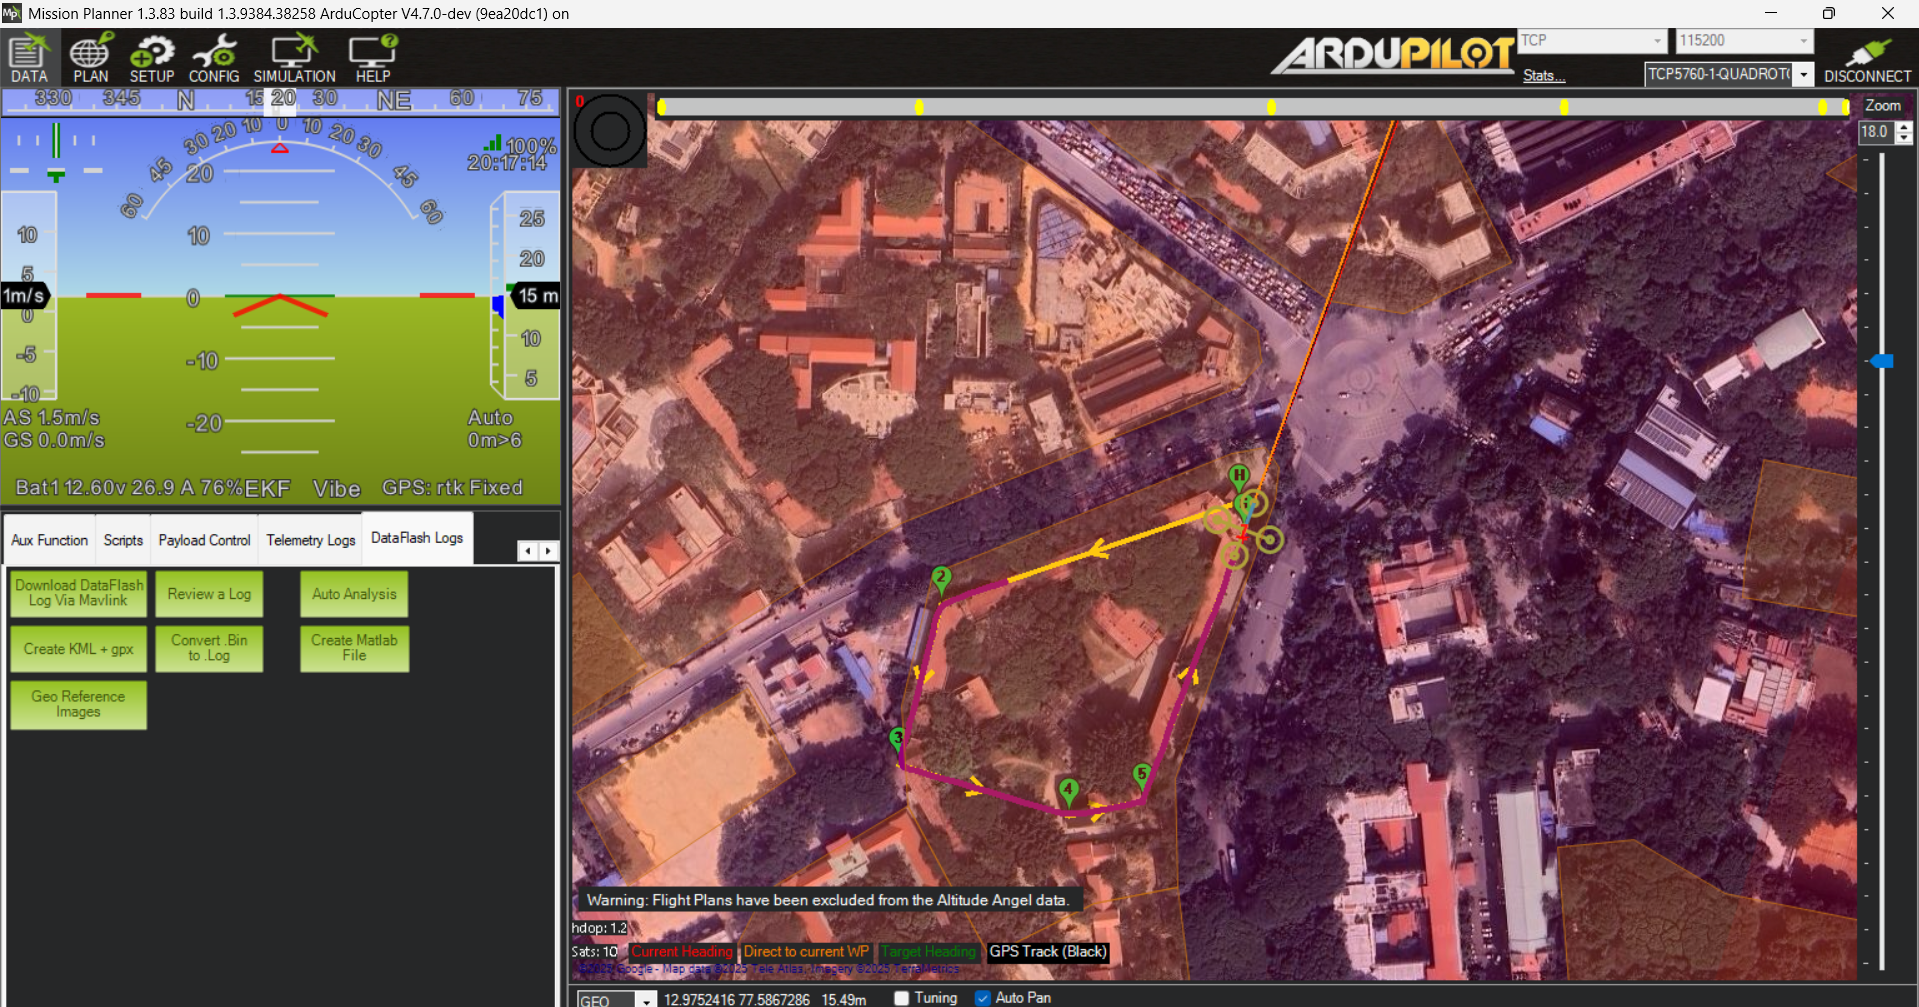 Mission Planner 1.3.83 build 1.3.9384.38258 ArduCopter V4.7.0-dev (9ea20dc1) on
DATA PLAN SETUP CONFIG SIMULATION HELP
ARDUPILOT
TCP
115200
Stats...
TCP5760-1-QUADROT(
DISCONNECT
330 345 N 15 20 30 NE 60 75
60 45 30 20 10 0 10 20 30 45 60
100%
20:17:14
20
10
0
-10
-20
10
5
1m/s
0
-5
-10
25
20
15 m
10
5
AS 1.5m/s
GS 0.0m/s
Auto
0m>6
Bat1 12.60v 26.9 A 76% EKF Vibe GPS: rtk Fixed
Aux Function
Scripts
Payload Control
Telemetry Logs
DataFlash Logs
Download DataFlash
Log Via Mavlink
Review a Log
Auto Analysis
Create KML + gpx
Convert .Bin
to .Log
Create Matlab
File
Geo Reference
Images
0
Zoom
18.0
H
2
3
4
5
Warning: Flight Plans have been excluded from the Altitude Angel data.
hdop: 1.2
Sats: 10 Current Heading Direct to current WP Target Heading GPS Track (Black)
©2025 Google - Map data ©2025 Tele Atlas, Imagery ©2025 TerraMetrics
GEO 12.9752416 77.5867286 15.49m Tuning Auto Pan